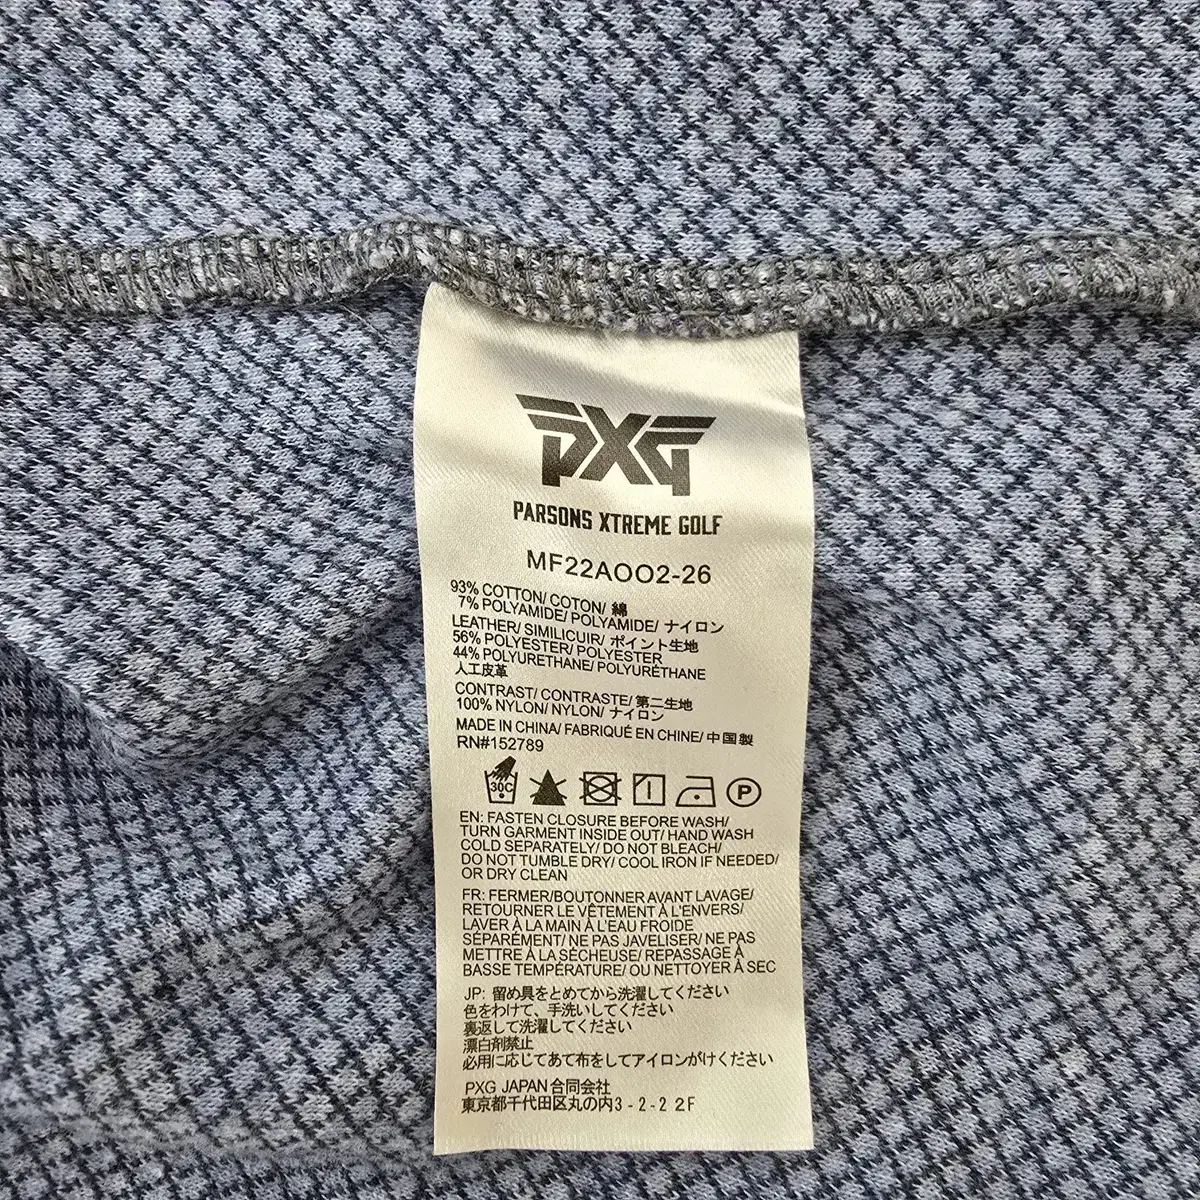 PXG
PARSONS XTREME GOLF
MF22AOO2-26
93% COTTON/ COTON/ 綿
7% POLYAMIDE/ POLYAMIDE/ ナイロン
LEATHER/ SIMILICUIR/ ポイント生地
56% POLYESTER/ POLYESTER
44% POLYURETHANE/ POLYURÉTHANE
人工皮革
CONTRAST/ CONTRASTE/ 第二生地
100% NYLON/ NYLON/ ナイロン
MADE IN CHINA/ FABRIQUÉ EN CHINE/ 中国製
RN#152789
30C P
EN: FASTEN CLOSURE BEFORE WASH/
TURN GARMENT INSIDE OUT/ HAND WASH
COLD SEPARATELY/ DO NOT BLEACH/
DO NOT TUMBLE DRY/ COOL IRON IF NEEDED/
OR DRY CLEAN
FR: FERMER/BOUTONNER AVANT LAVAGE/
RETOURNER LE VÊTEMENT À L'ENVERS/
LAVER À LA MAIN À L'EAU FROIDE
SÉPARÉMENT/ NE PAS JAVELISER/ NE PAS
METTRE À LA SÉCHEUSE/ REPASSAGE À
BASSE TEMPÉRATURE/ OU NETTOYER À SEC
JP: 留め具をとめてから洗濯してください
色をわけて、手洗いしてください
裏返して洗濯してください
漂白剤禁止
必用に応じてあて布をしてアイロンがけください
PXG JAPAN 合同会社
東京都千代田区丸の内3-2-2 2F